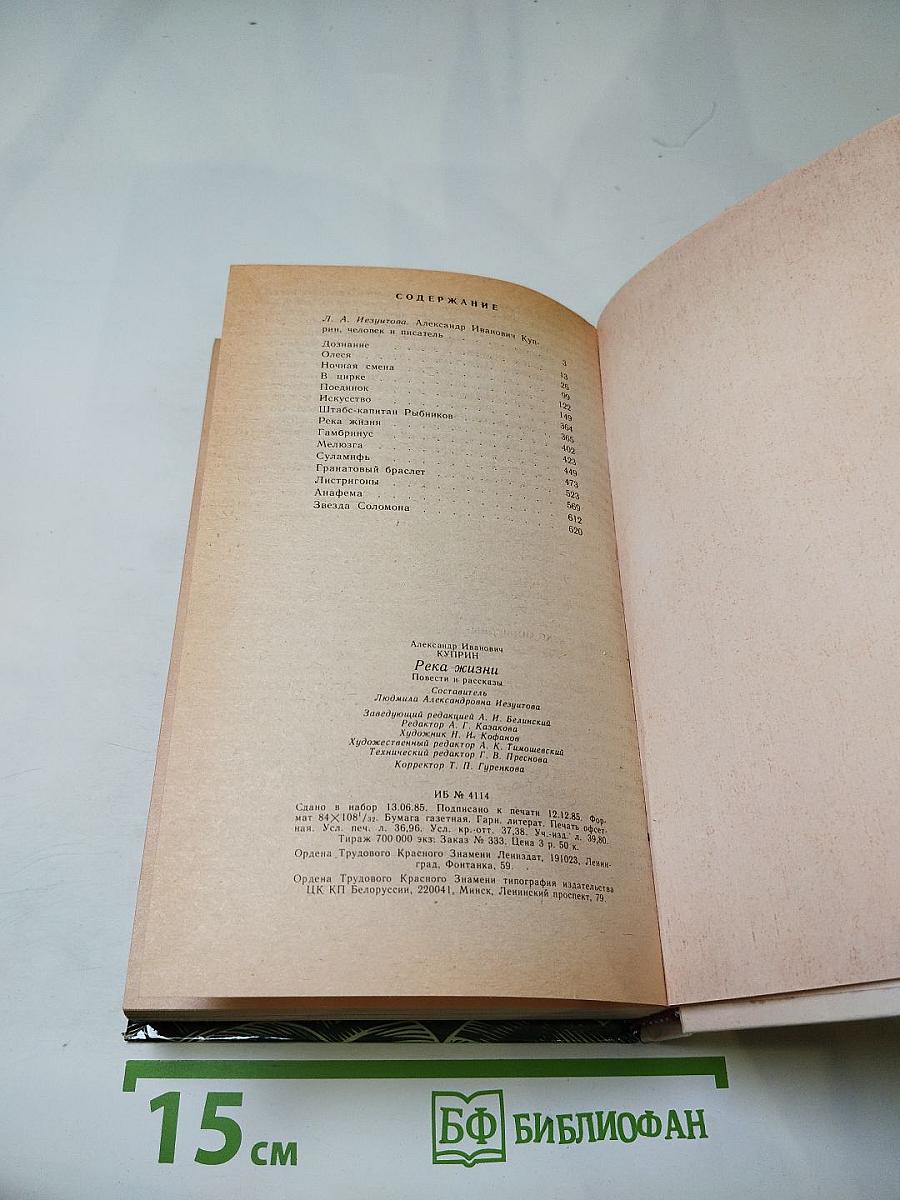 СОДЕРЖАНИЕ
Л. А. Иезуитова. Александр Иванович Куп-
рин, человек и писатель . . . . . 3
Дознание . . . . . 13
Олеся . . . . . 26
Ночная смена . . . . . 99
В цирке . . . . . 122
Поединок . . . . . 149
Искусство . . . . . 364
Штабс-капитан Рыбников . . . . . 365
Река жизни . . . . . 402
Гамбринус . . . . . 423
Мелюзга . . . . . 449
Суламифь . . . . . 473
Гранатовый браслет . . . . . 523
Листригоны . . . . . 569
Анафема . . . . . 612
Звезда Соломона . . . . . 620
Александр Иванович
КУПРИН
Река жизни
Повести и рассказы
Составитель
Людмила Александровна Иезуитова
Заведующий редакцией А. И. Белинский
Редактор А. Г. Казакова
Художник Н. И. Кофанов
Художественный редактор А. К. Тимошевский
Технический редактор Г. В. Преснова
Корректор Т. П. Гуренкова
ИБ № 4114
Сдано в набор 13.06.85. Подписано к печати 12.12.85. Фор-
мат 84×108¹/₃₂. Бумага газетная. Гарн. литерат. Печать офсет-
ная. Усл. печ. л. 36,96. Усл. кр.-отт. 37,38. Уч.-изд. л. 39,80.
Тираж 700 000 экз. Заказ № 333. Цена 3 р. 50 к.
Ордена Трудового Красного Знамени Лениздат, 191023, Ленин-
град, Фонтанка, 59.
Ордена Трудового Красного Знамени типография издательства
ЦК КП Белоруссии, 220041, Минск, Ленинский проспект, 79.
15 см
БФ БИБЛИОФАН